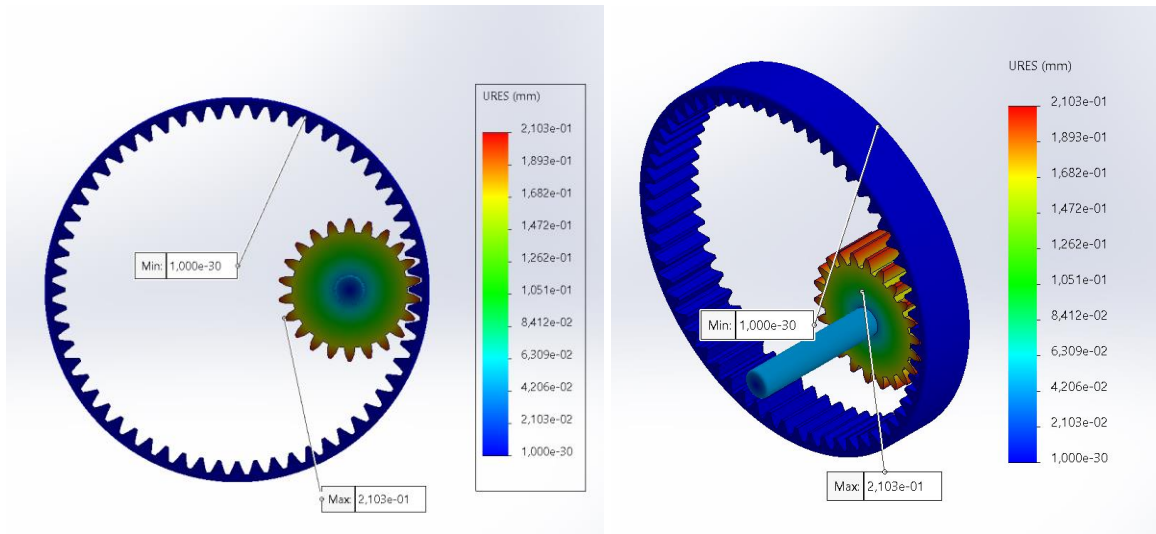 URES (mm)
2,103e-01
1,893e-01
1,682e-01
1,472e-01
1,262e-01
1,051e-01
8,412e-02
6,309e-02
4,206e-02
2,103e-02
1,000e-30
Min: 1,000e-30
Max: 2,103e-01
URES (mm)
2,103e-01
1,893e-01
1,682e-01
1,472e-01
1,262e-01
1,051e-01
8,412e-02
6,309e-02
4,206e-02
2,103e-02
1,000e-30
Min: 1,000e-30
Max: 2,103e-01